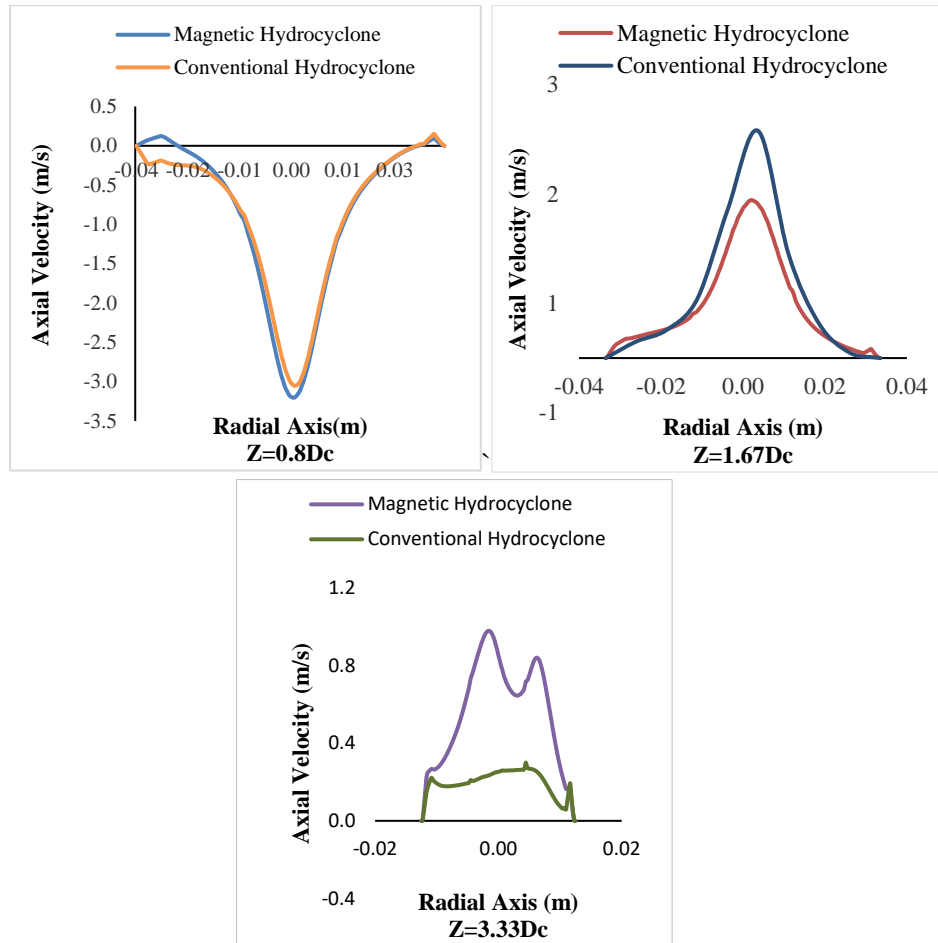 Magnetic Hydrocyclone
Conventional Hydrocyclone
0.5
0.0
-0.5
-1.0
-1.5
-2.0
-2.5
-3.0
-3.5
-0.04 -0.02 -0.01 0.00 0.01 0.03
Axial Velocity (m/s)
Radial Axis(m)
Z=0.8Dc
`
Magnetic Hydrocyclone
Conventional Hydrocyclone
3
2
1
-1
-0.04 -0.02 0.00 0.02 0.04
Axial Velocity (m/s)
Radial Axis (m)
Z=1.67Dc
Magnetic Hydrocyclone
Conventional Hydrocyclone
1.2
0.8
0.4
0.0
-0.4
-0.02 0.00 0.02
Axial Velocity (m/s)
Radial Axis (m)
Z=3.33Dc